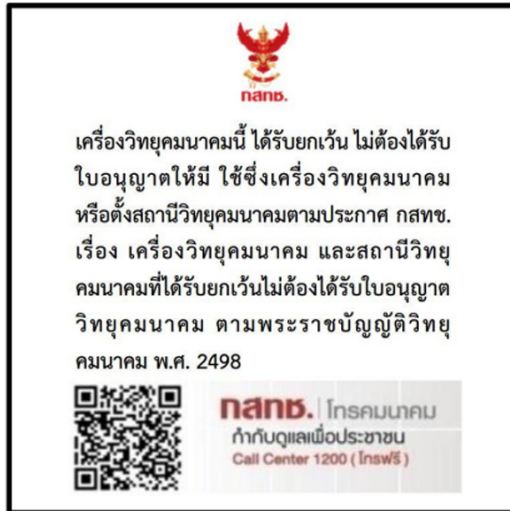 กสทช.
เครื่องวิทยุคมนาคมนี้ ได้รับยกเว้น ไม่ต้องได้รับ
ใบอนุญาตให้มี ใช้ซึ่งเครื่องวิทยุคมนาคม
หรือตั้งสถานีวิทยุคมนาคมตามประกาศ กสทช.
เรื่อง เครื่องวิทยุคมนาคม และสถานีวิทยุ
คมนาคมที่ได้รับยกเว้นไม่ต้องได้รับใบอนุญาต
วิทยุคมนาคม ตามพระราชบัญญัติวิทยุ
คมนาคม พ.ศ. 2498
กสทช. | โทรคมนาคม
กำกับดูแลเพื่อประชาชน
Call Center 1200 ( โทรฟรี )